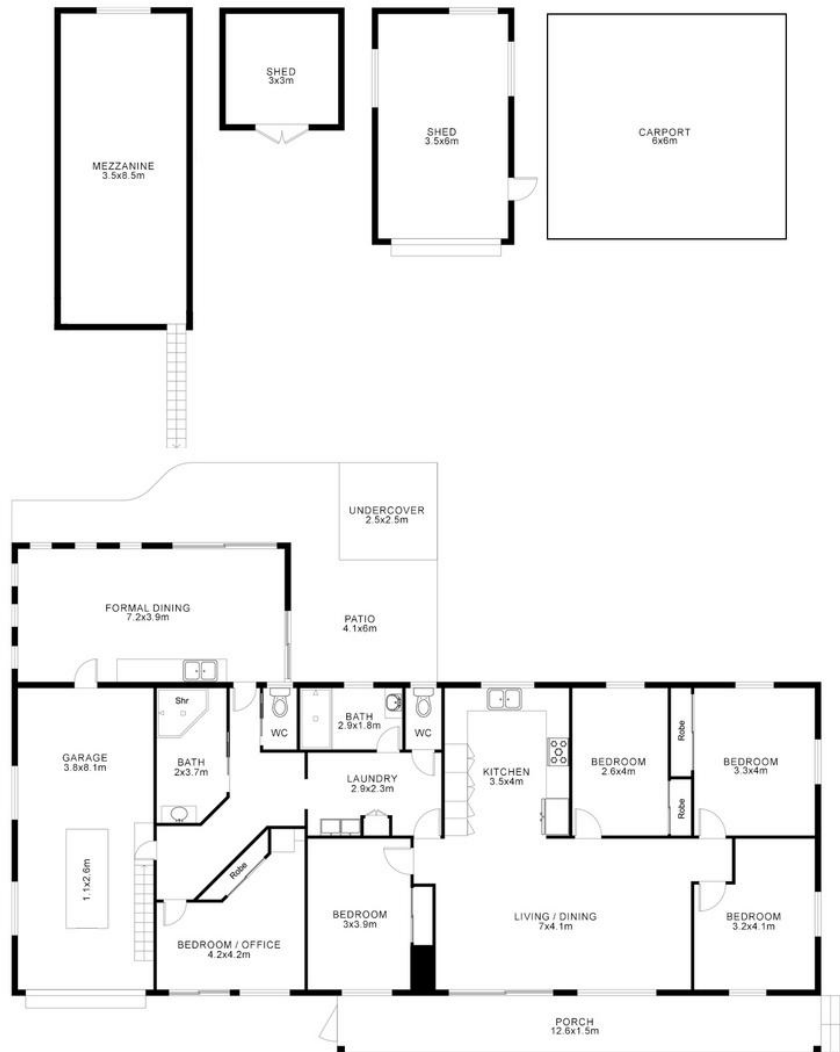 SHED
3x3m
MEZZANINE
3.5x8.5m
SHED
3.5x6m
CARPORT
6x6m
UNDERCOVER
2.5x2.5m
FORMAL DINING
7.2x3.9m
PATIO
4.1x6m
Shr
WC
BATH
2.9x1.8m
WC
GARAGE
3.8x8.1m
BATH
2x3.7m
LAUNDRY
2.9x2.3m
KITCHEN
3.5x4m
BEDROOM
2.6x4m
Robe
Robe
BEDROOM
3.3x4m
1.1x2.6m
Robe
BEDROOM / OFFICE
4.2x4.2m
BEDROOM
3x3.9m
LIVING / DINING
7x4.1m
BEDROOM
3.2x4.1m
PORCH
12.6x1.5m